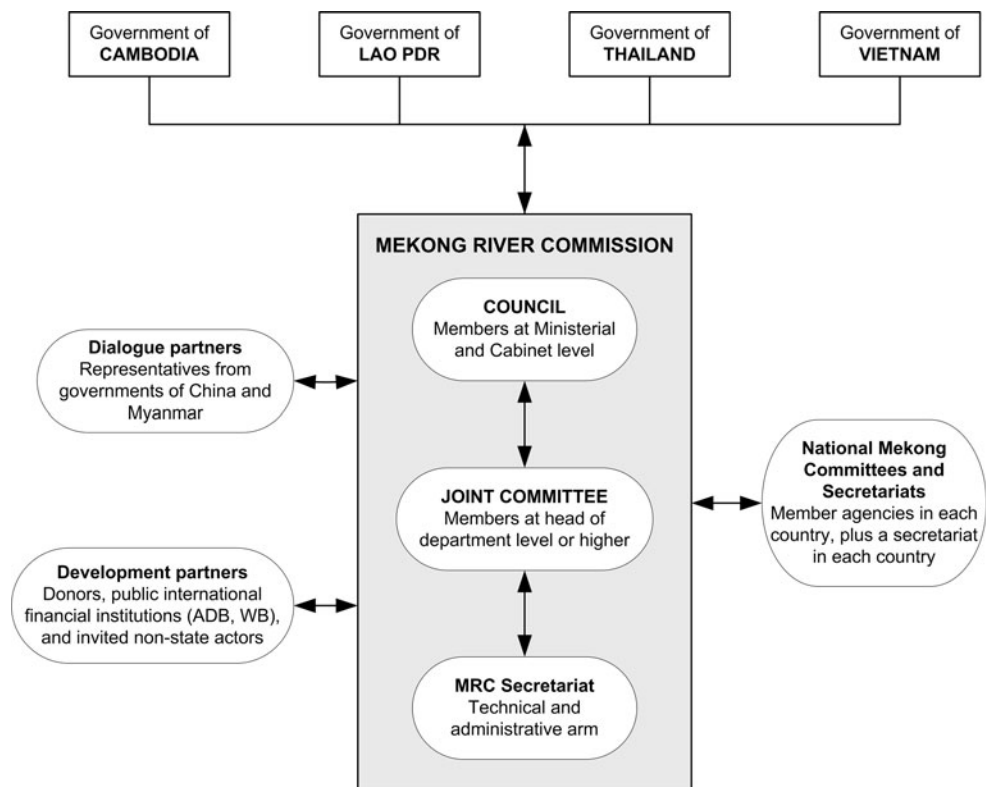 Government of
CAMBODIA
Government of
LAO PDR
Government of
THAILAND
Government of
VIETNAM
MEKONG RIVER COMMISSION
COUNCIL
Members at Ministerial
and Cabinet level
Dialogue partners
Representatives from
governments of China and
Myanmar
JOINT COMMITTEE
Members at head of
department level or higher
National Mekong
Committees and
Secretariats
Member agencies in each
country, plus a secretariat
in each country
Development partners
Donors, public international
financial institutions (ADB, WB),
and invited non-state actors
MRC Secretariat
Technical and
administrative arm